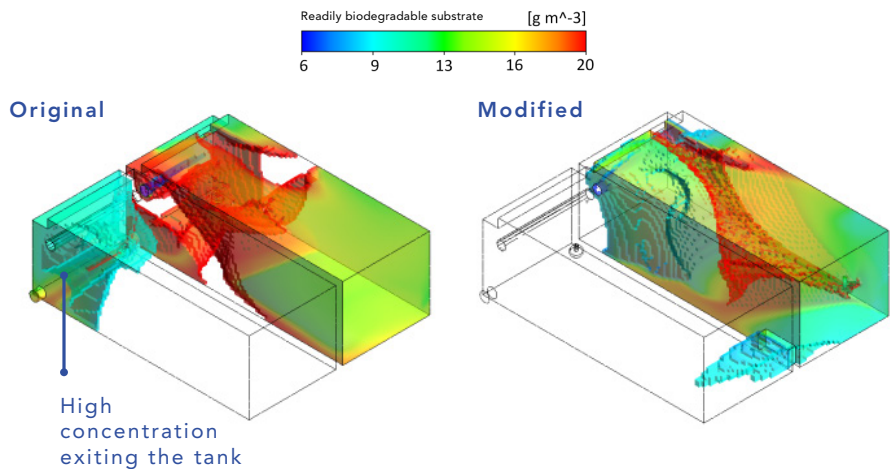 Readily biodegradable substrate [g m^-3]
6 9 13 16 20
Original
Modified
High
concentration
exiting the tank